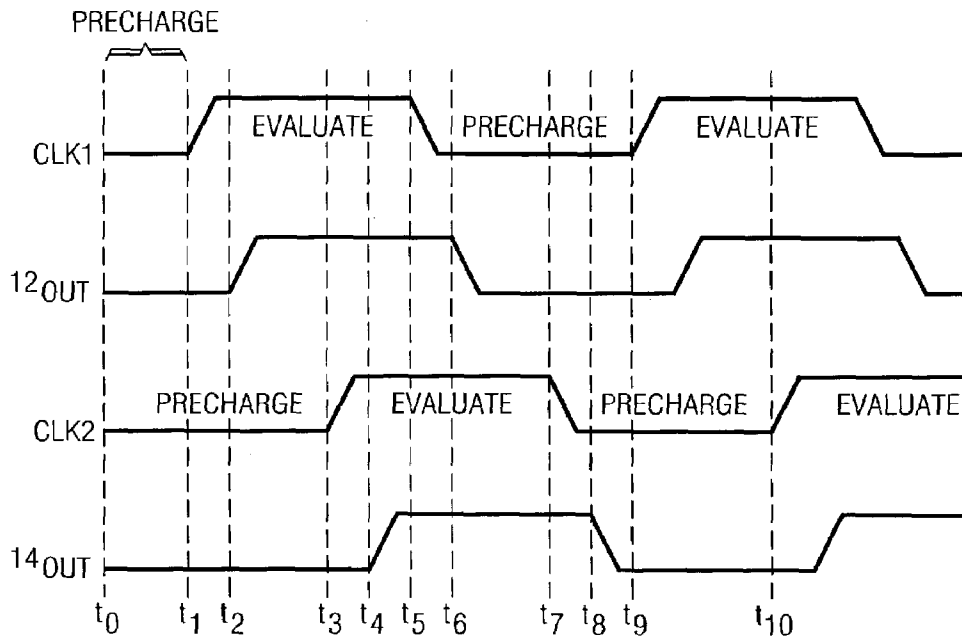 PRECHARGE
EVALUATE PRECHARGE EVALUATE
CLK1
12OUT
PRECHARGE EVALUATE PRECHARGE EVALUATE
CLK2
14OUT
t0 t1 t2 t3 t4 t5 t6 t7 t8 t9 t10